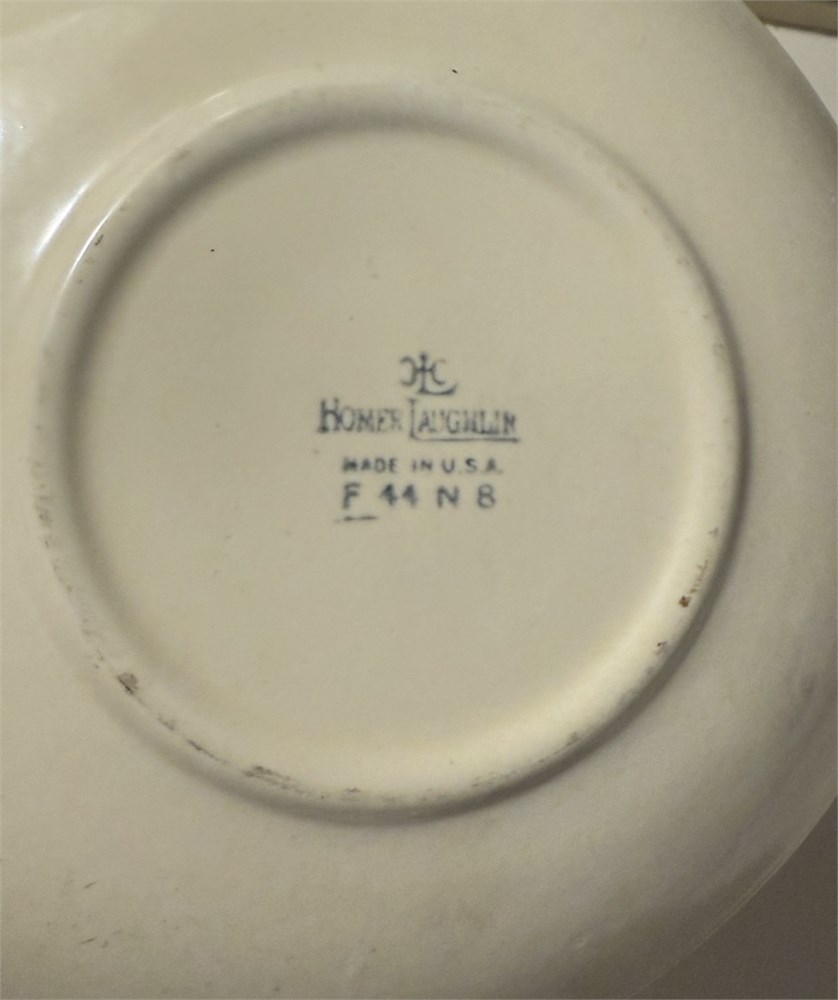 HLC
HOMER LAUGHLIN
MADE IN U.S.A.
F 44 N 8